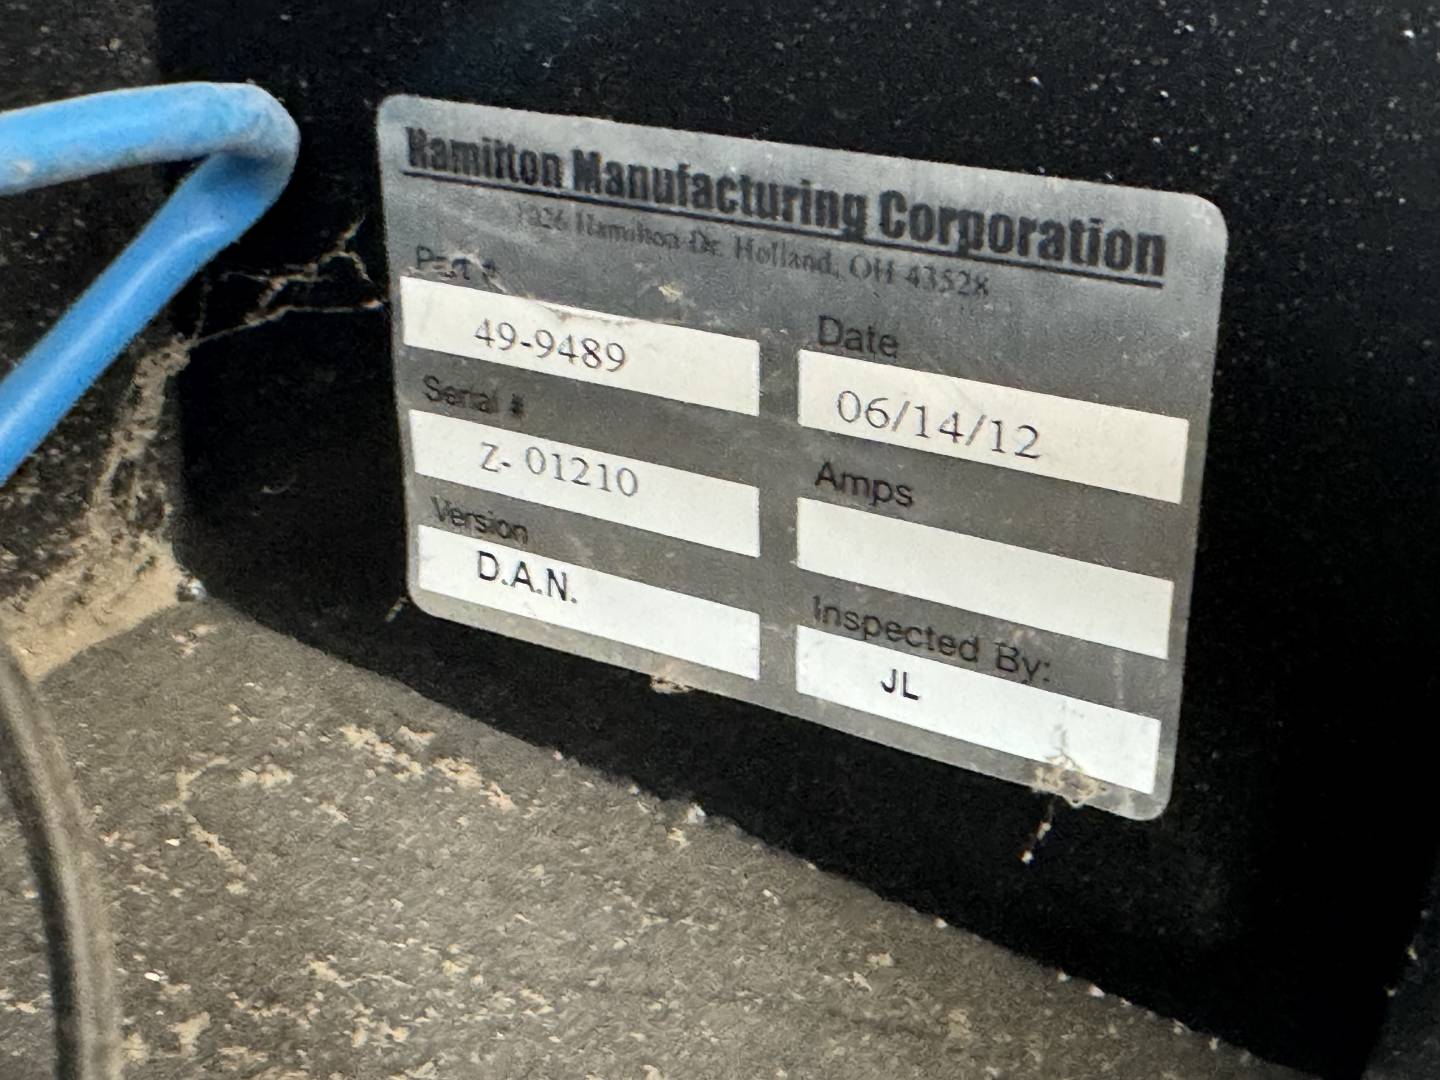 Hamilton Manufacturing Corporation
1026 Hamilton Dr. Holland, OH 43528
Part #
49-9489
Date
06/14/12
Serial #
Z- 01210
Amps
Version
D.A.N.
Inspected By:
JL